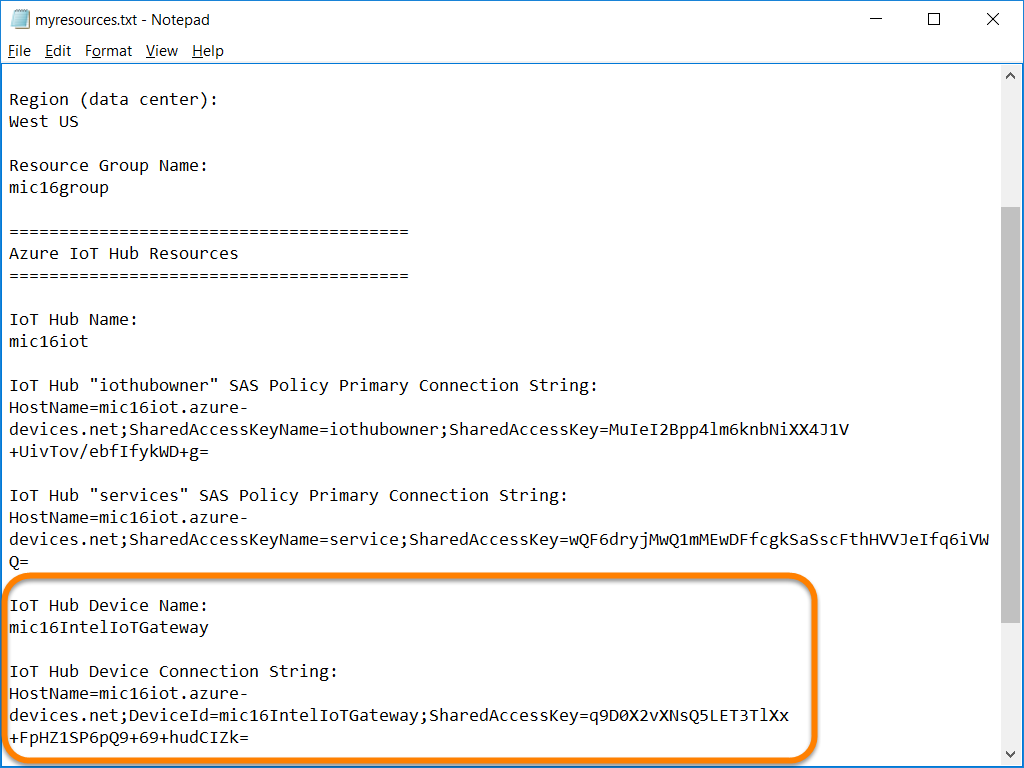 myresources.txt - Notepad
File Edit Format View Help
Region (data center):
West US
Resource Group Name:
mic16group
========================================
Azure IoT Hub Resources
========================================
IoT Hub Name:
mic16iot
IoT Hub "iothubowner" SAS Policy Primary Connection String:
HostName=mic16iot.azure-
devices.net;SharedAccessKeyName=iothubowner;SharedAccessKey=MuIeI2Bpp4lm6knbNiXX4J1V
+UivTov/ebfIfykWD+g=
IoT Hub "services" SAS Policy Primary Connection String:
HostName=mic16iot.azure-
devices.net;SharedAccessKeyName=service;SharedAccessKey=wQF6dryjMwQ1mMEwDFfcgkSaSscFthHVVJeIfq6iVW
Q=
IoT Hub Device Name:
mic16IntelIoTGateway
IoT Hub Device Connection String:
HostName=mic16iot.azure-
devices.net;DeviceId=mic16IntelIoTGateway;SharedAccessKey=q9D0X2vXNsQ5LET3TlXx
+FpHZ1SP6pQ9+69+hudCIZk=